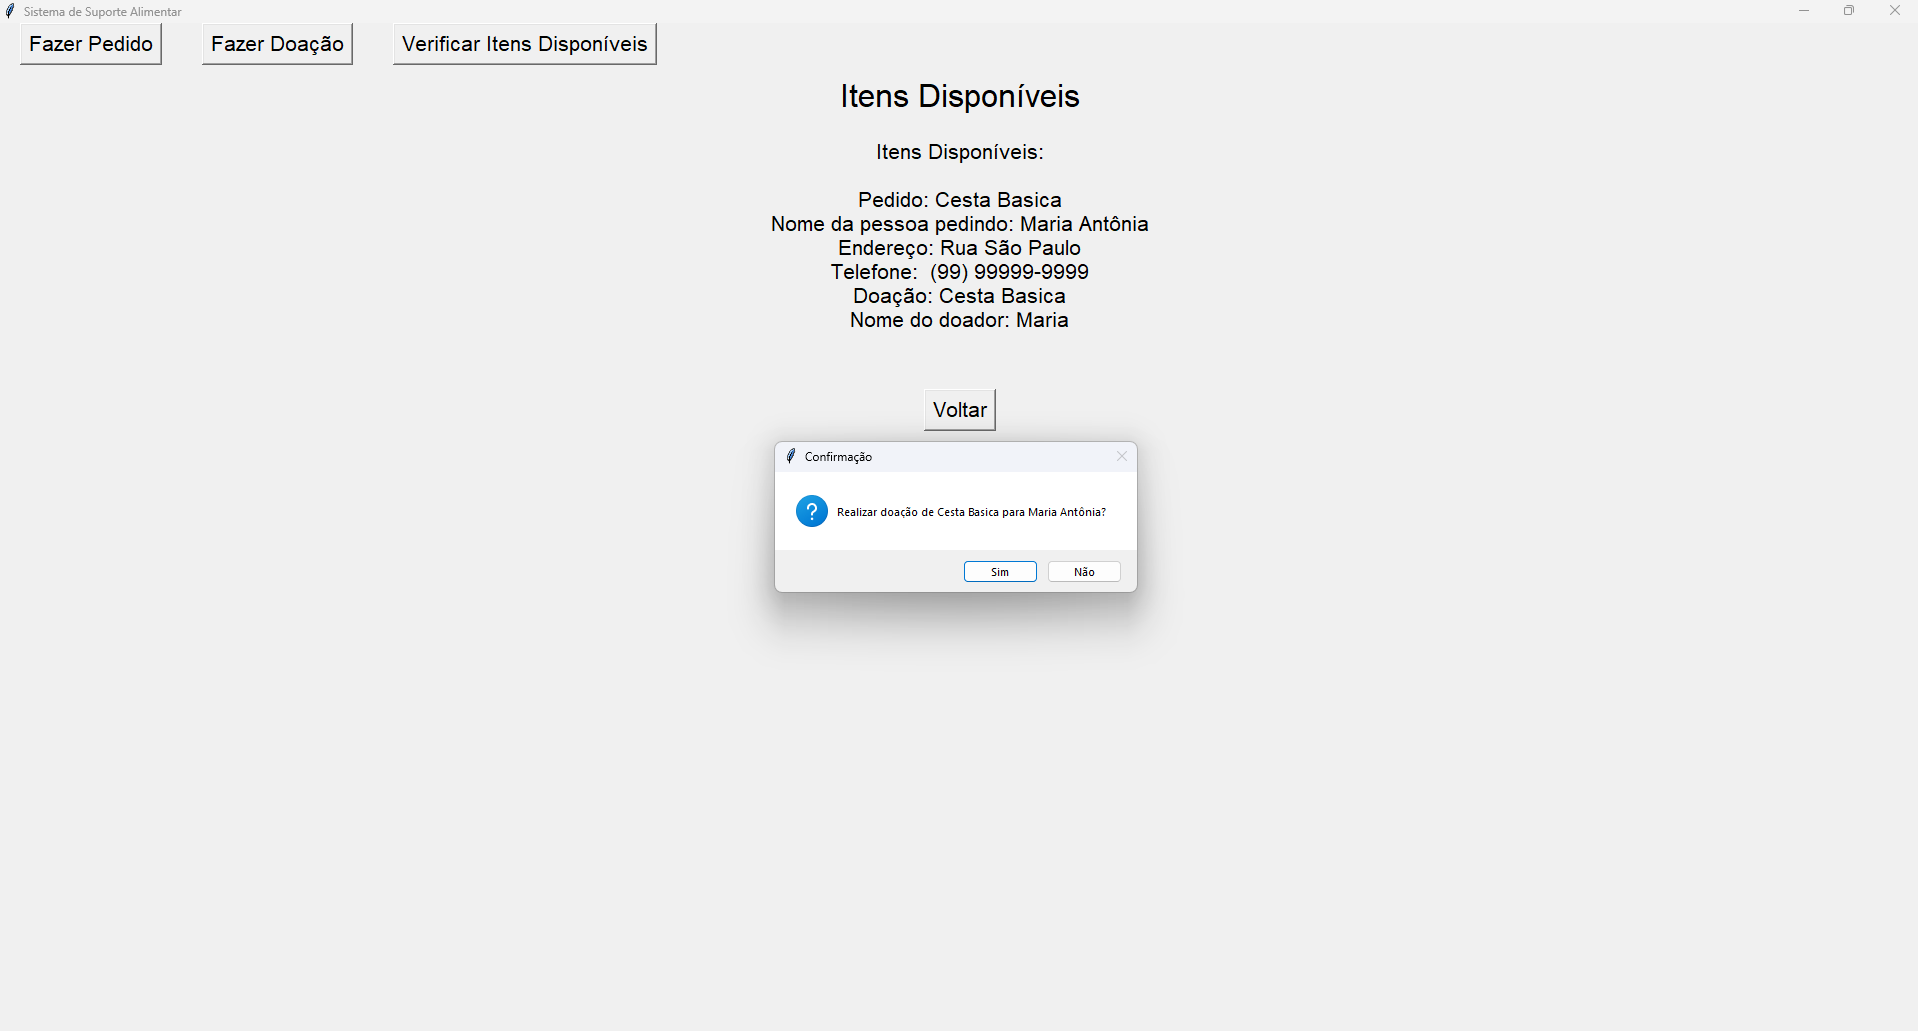 Sistema de Suporte Alimentar
Fazer Pedido
Fazer Doação
Verificar Itens Disponíveis
Itens Disponíveis
Itens Disponíveis:
Pedido: Cesta Basica
Nome da pessoa pedindo: Maria Antônia
Endereço: Rua São Paulo
Telefone:  (99) 99999-9999
Doação: Cesta Basica
Nome do doador: Maria
Voltar
Confirmação
Realizar doação de Cesta Basica para Maria Antônia?
Sim
Não